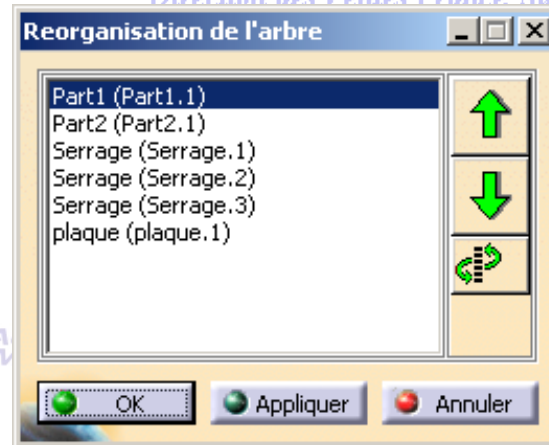 Reorganisation de l'arbre
Part1 (Part1.1)
Part2 (Part2.1)
Serrage (Serrage.1)
Serrage (Serrage.2)
Serrage (Serrage.3)
plaque (plaque.1)
OK
Appliquer
Annuler